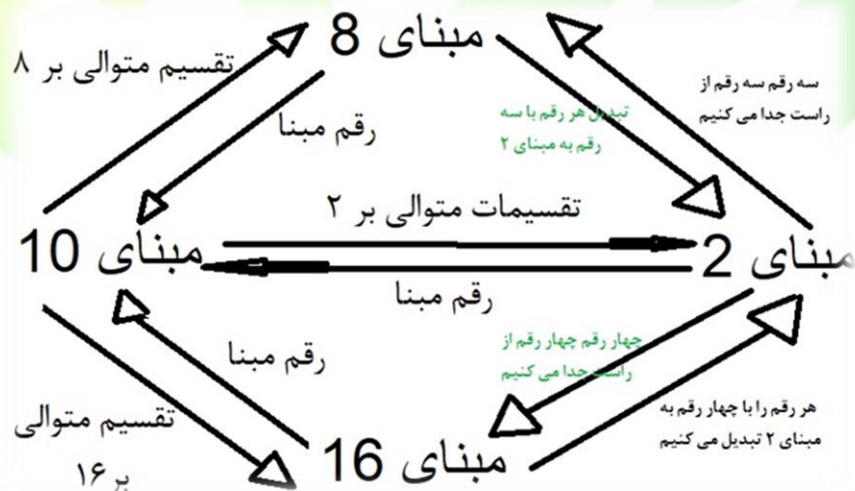 مبنای 8
تقسیم متوالی بر ۸
سه رقم سه رقم از
راست جدا می کنیم
تبدیل هر رقم با سه
رقم به مبنای ۲
رقم مبنا
تقسیمات متوالی بر ۲
مبنای 10
مبنای 2
رقم مبنا
چهار رقم چهار رقم از
راست جدا می کنیم
رقم مبنا
هر رقم را با چهار رقم به
مبنای ۲ تبدیل می کنیم
تقسیم متوالی
بر۱۶
مبنای 16